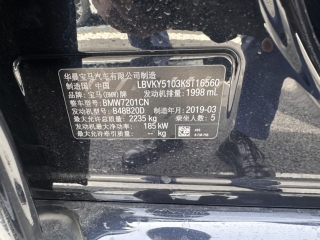 华晨宝马汽车有限公司制造
制造国 中国 LBVKY5103KS116560
品牌:宝马(BMW)牌 发动机排量:1998 mL
整车型号:BMW7201CN
发动机型号:B48B20D 制造年月:2019-03
最大允许总质量: 2235 kg 乘坐人数: 5
发动机最大净功率: 185 kW
最大允许牵引质量: - kg